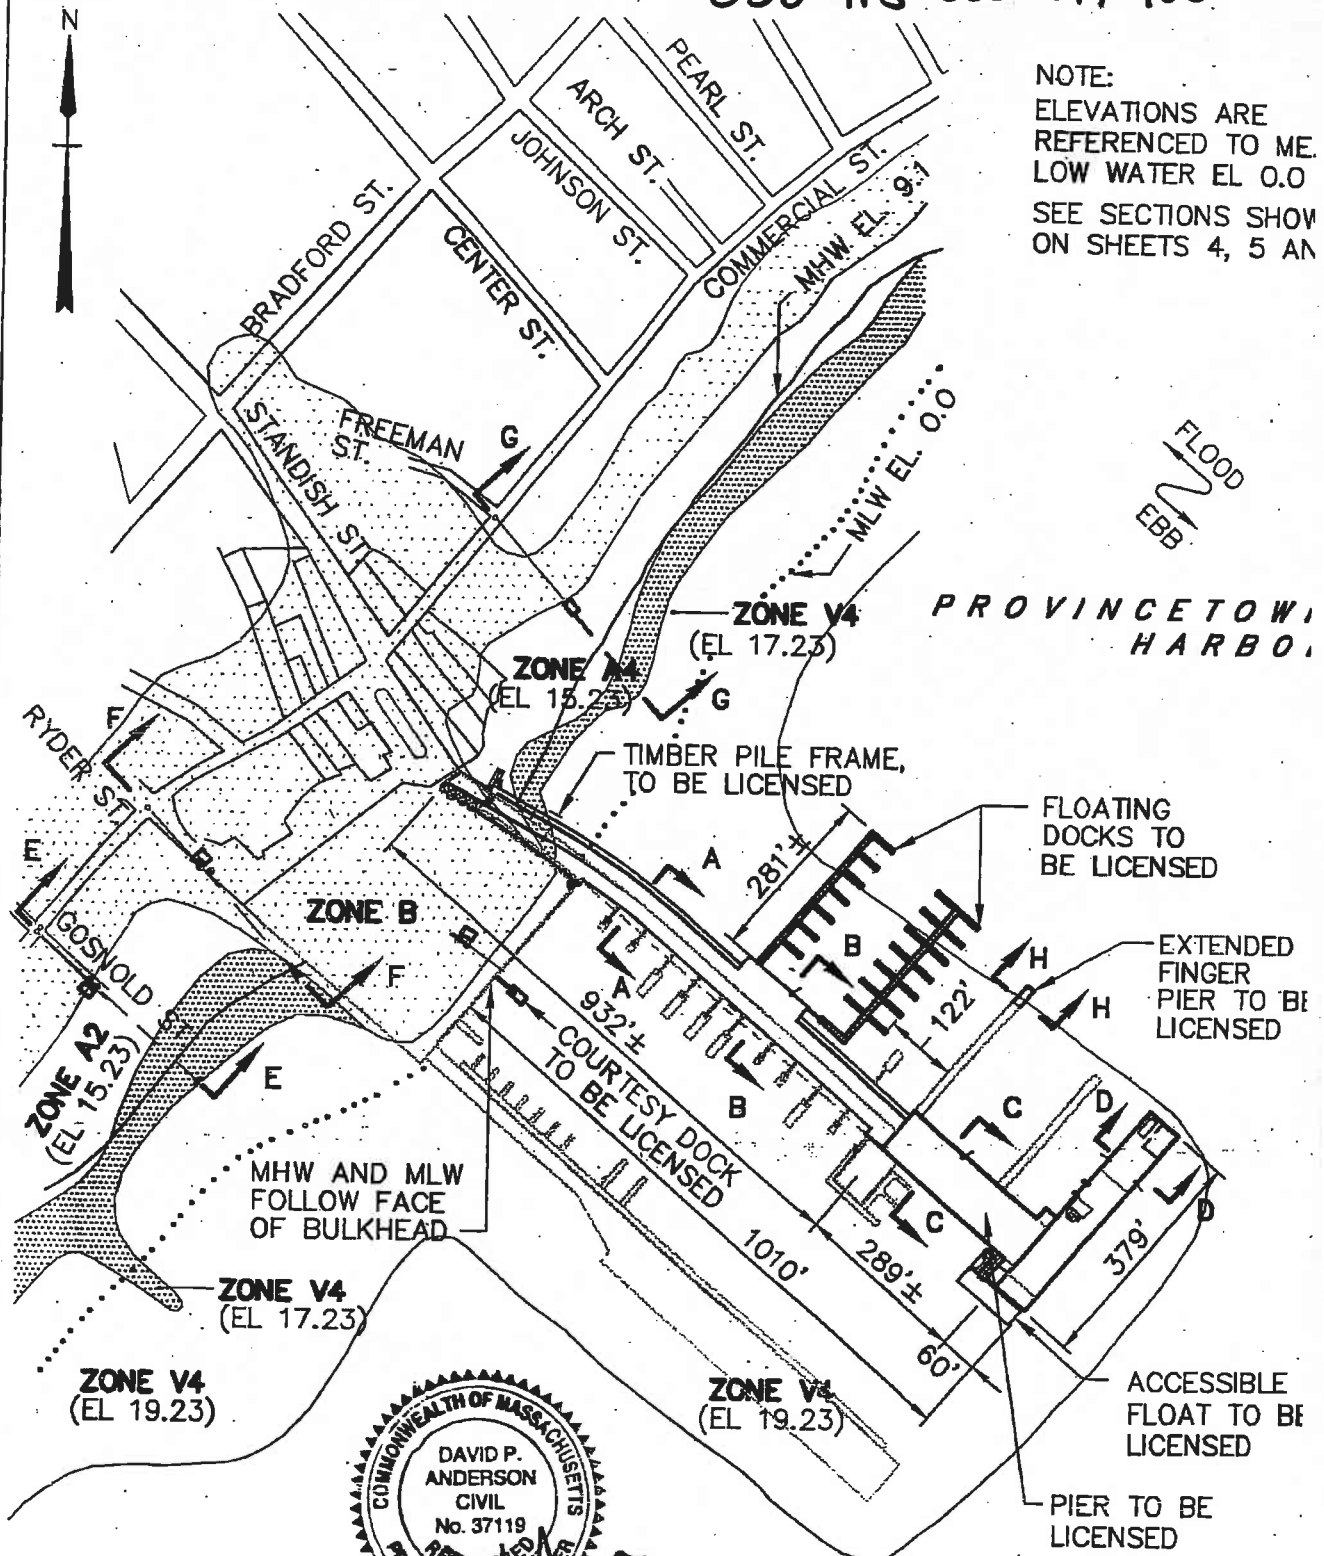 N
NOTE:
ELEVATIONS ARE
REFERENCED TO
LOW WATER EL 0.0
SEE SECTIONS
ON SHEETS 4, 5
PEARL ST.
ARCH ST.
JOHNSON ST.
COMMERCIAL ST.
MHW EL. 9.1
BRADFORD ST.
CENTER ST.
FREEMAN
ST.
G
STANDISH ST.
MLW EL. 0.0
FLOOD
EBB
ZONE V4
(EL 17.23)
ZONE A4
(EL 15.23)
G
RYDER
ST.
F
TIMBER PILE FRAME,
TO BE LICENSED
FLOATING
DOCKS TO
BE LICENSED
281'±
A
E
ZONE B
B
GOSNOLD
ST.
F
A
932'±
122'
H
EXTENDED
FINGER
PIER TO BE
LICENSED
H
ZONE A2
(EL 15.23)
E
COURTESY DOCK
TO BE LICENSED
B
C
D
MHW AND MLW
FOLLOW FACE
OF BULKHEAD
C
D
1010'
289'±
379'
60'
ZONE V4
(EL 17.23)
ZONE V4
(EL 19.23)
ZONE V4
(EL 19.23)
ACCESSIBLE
FLOAT TO BE
LICENSED
PIER TO BE
LICENSED
COMMONWEALTH OF MASSACHUSETTS
DAVID P.
ANDERSON
CIVIL
No. 37119